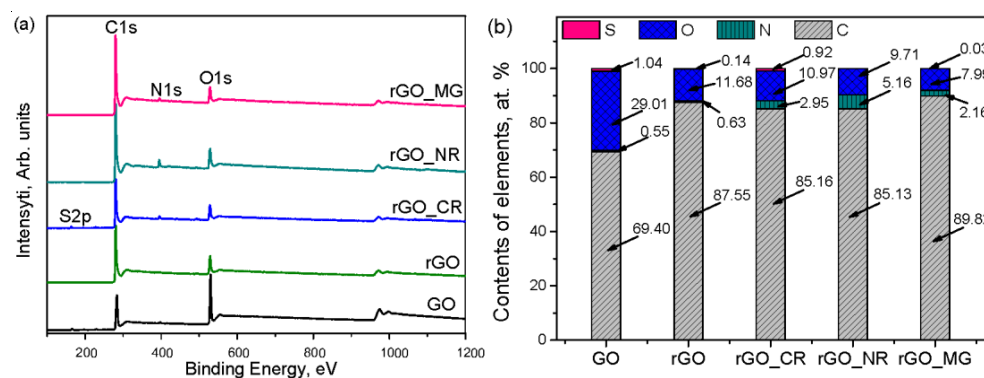 (a)
C1s
N1s
O1s
S2p
rGO_MG
rGO_NR
rGO_CR
rGO
GO
Intensyti, Arb. units
200 400 600 800 1000 1200
Binding Energy, eV
(b)
S O N C
Contents of elements, at. %
100
80
60
40
20
0
1.04
29.01
0.55
69.40
0.14
11.68
0.63
87.55
0.92
10.97
2.95
85.16
9.71
5.16
85.13
0.03
7.99
2.16
GO rGO rGO_CR rGO_NR rGO_MG